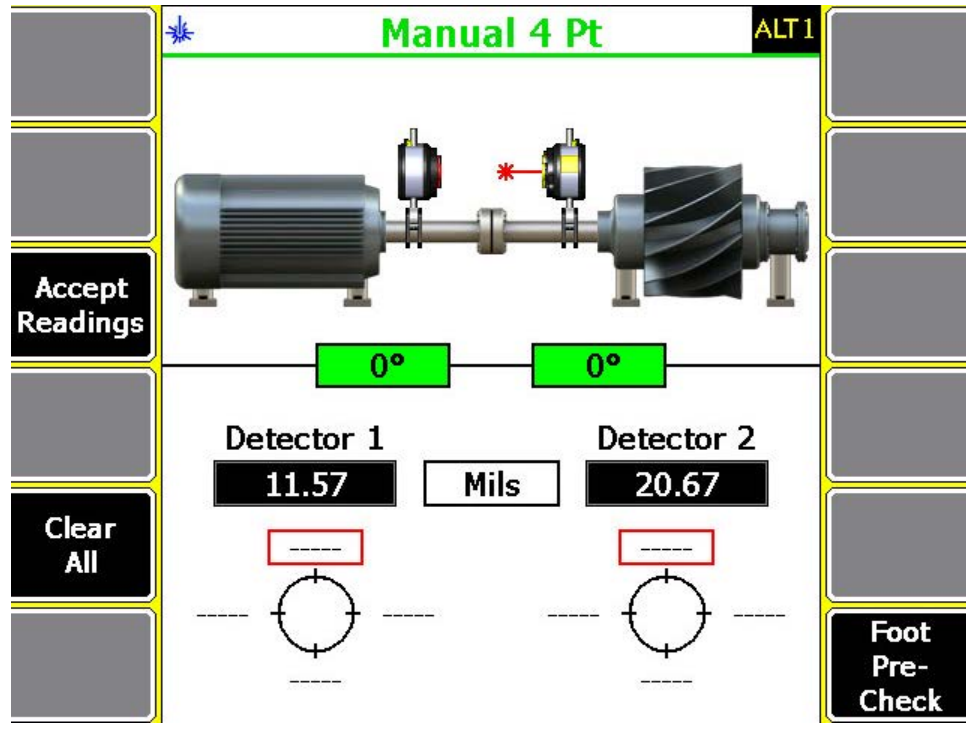 Manual 4 Pt
ALT1
Accept
Readings
0°
0°
Detector 1
Detector 2
11.57
Mils
20.67
Clear
All
-----
-----
-----
-----
-----
-----
-----
-----
Foot
Pre-
Check